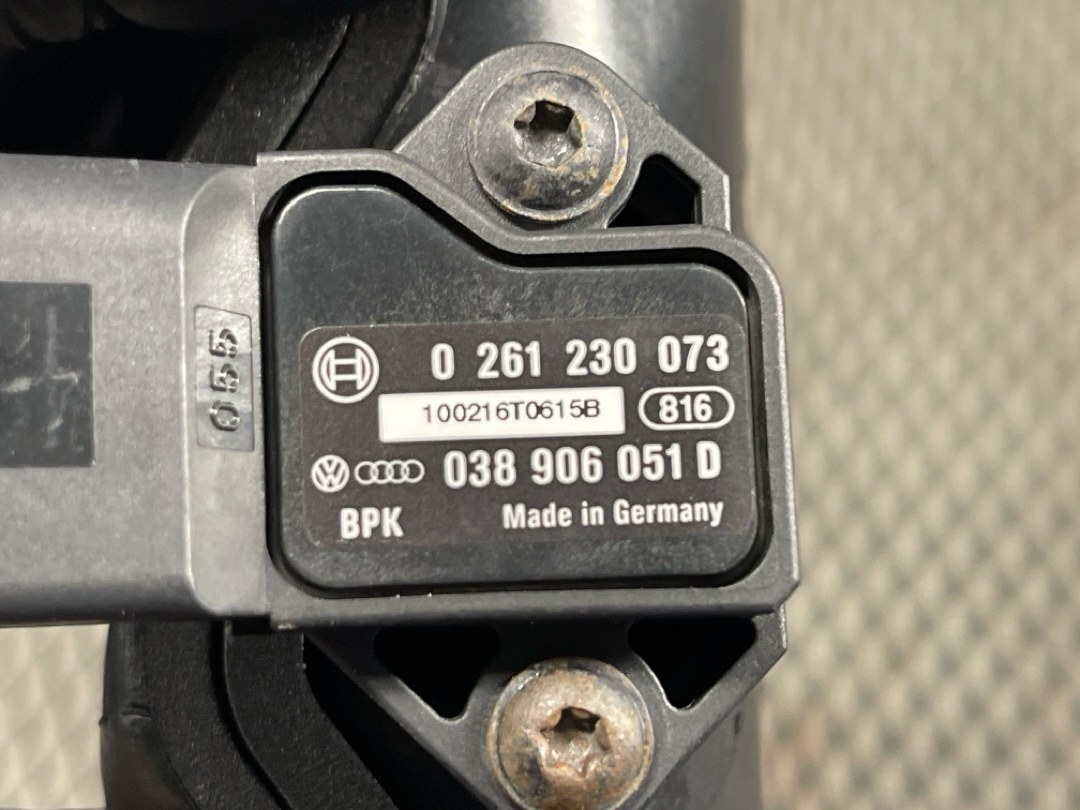 0 261 230 073
100216T0615B 816
038 906 051 D
BPK Made in Germany
055